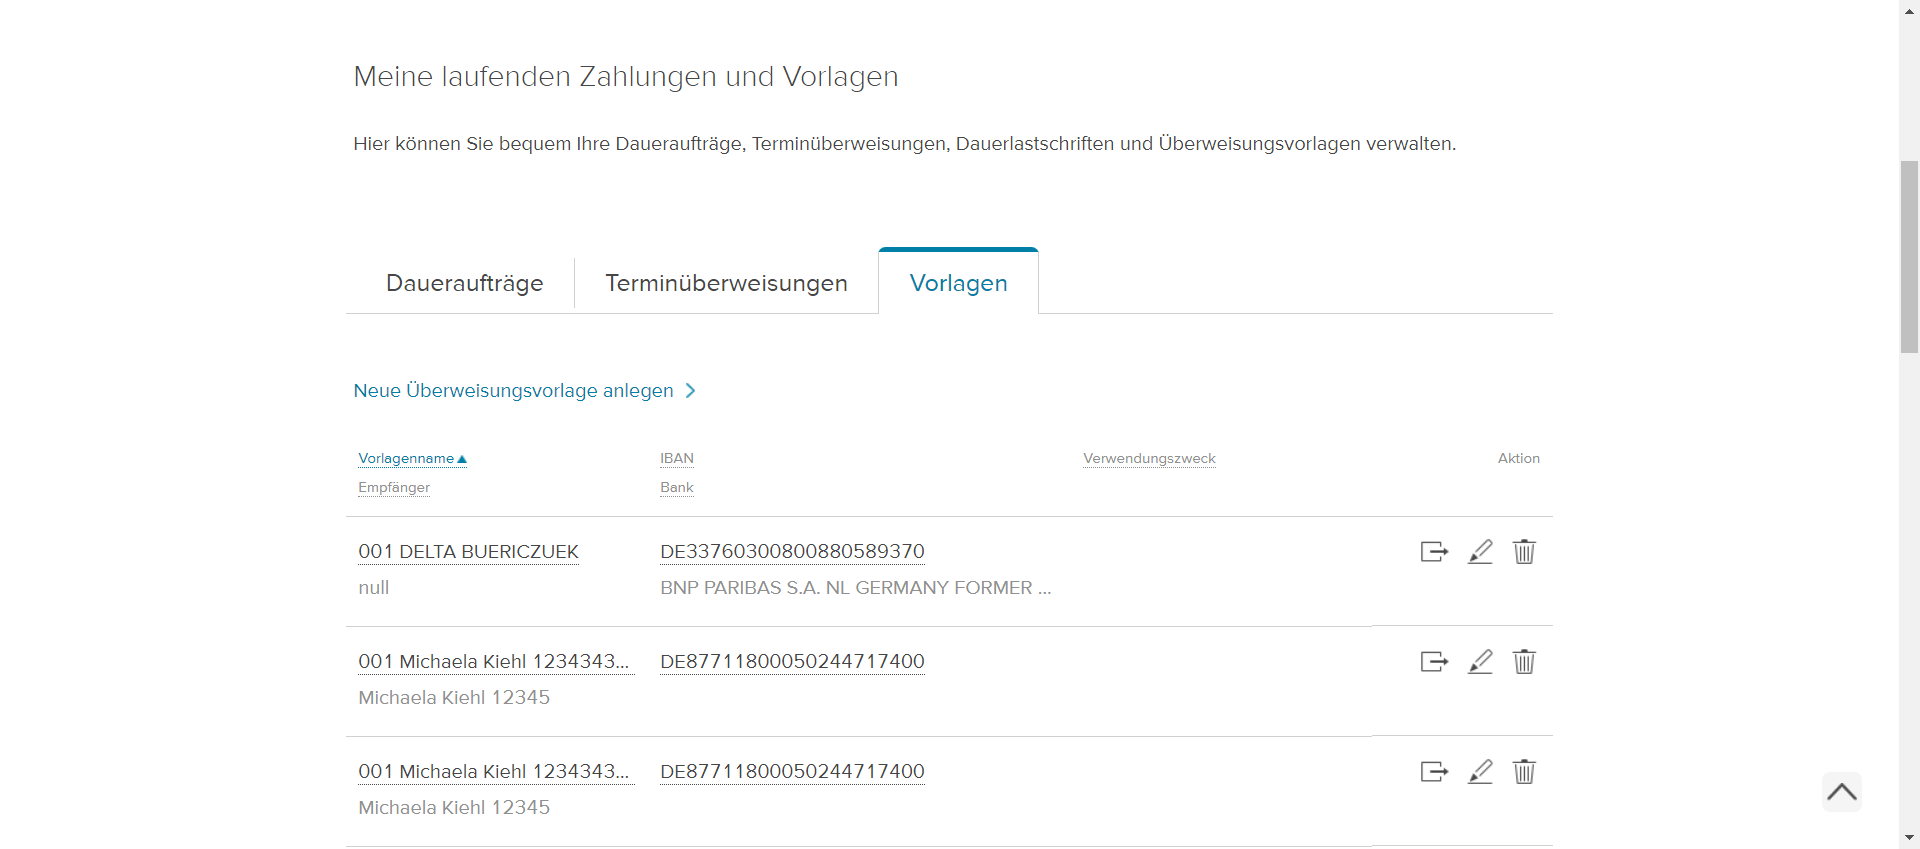 Meine laufenden Zahlungen und Vorlagen
Hier können Sie bequem Ihre Daueraufträge, Terminüberweisungen, Dauerlastschriften und Überweisungsvorlagen verwalten.
Daueraufträge Terminüberweisungen Vorlagen
Neue Überweisungsvorlage anlegen
Vorlagenname IBAN Verwendungszweck Aktion
Empfänger Bank
001 DELTA BUERICZUEK DE33760300800880589370
null BNP PARIBAS S.A. NL GERMANY FORMER ...
001 Michaela Kiehl 1234343... DE87711800050244717400
Michaela Kiehl 12345
001 Michaela Kiehl 1234343... DE87711800050244717400
Michaela Kiehl 12345